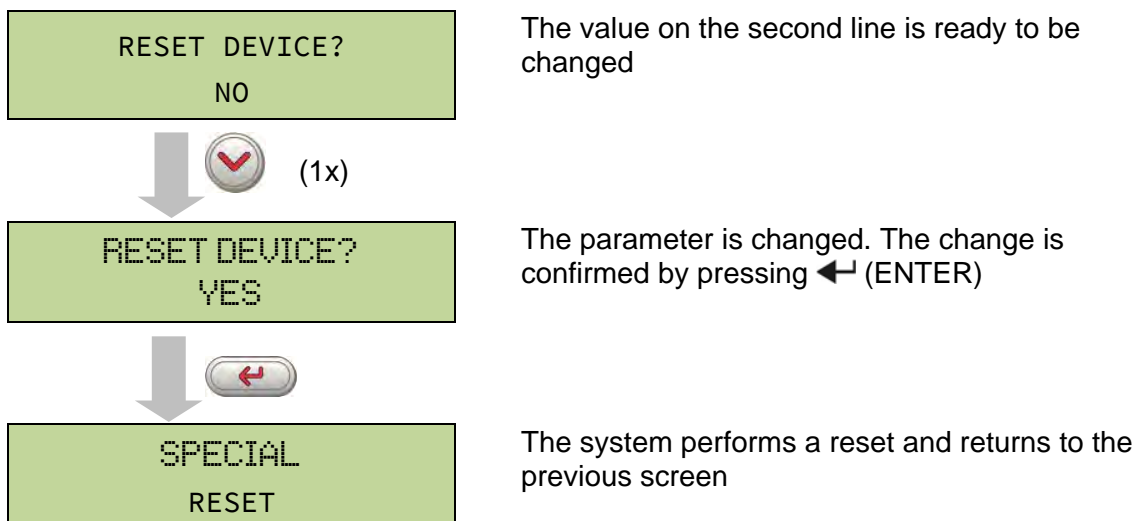 RESET DEVICE?
NO
The value on the second line is ready to be
changed
(1x)
RESET DEVICE?
YES
The parameter is changed. The change is
confirmed by pressing ↵ (ENTER)
SPECIAL
RESET
The system performs a reset and returns to the
previous screen